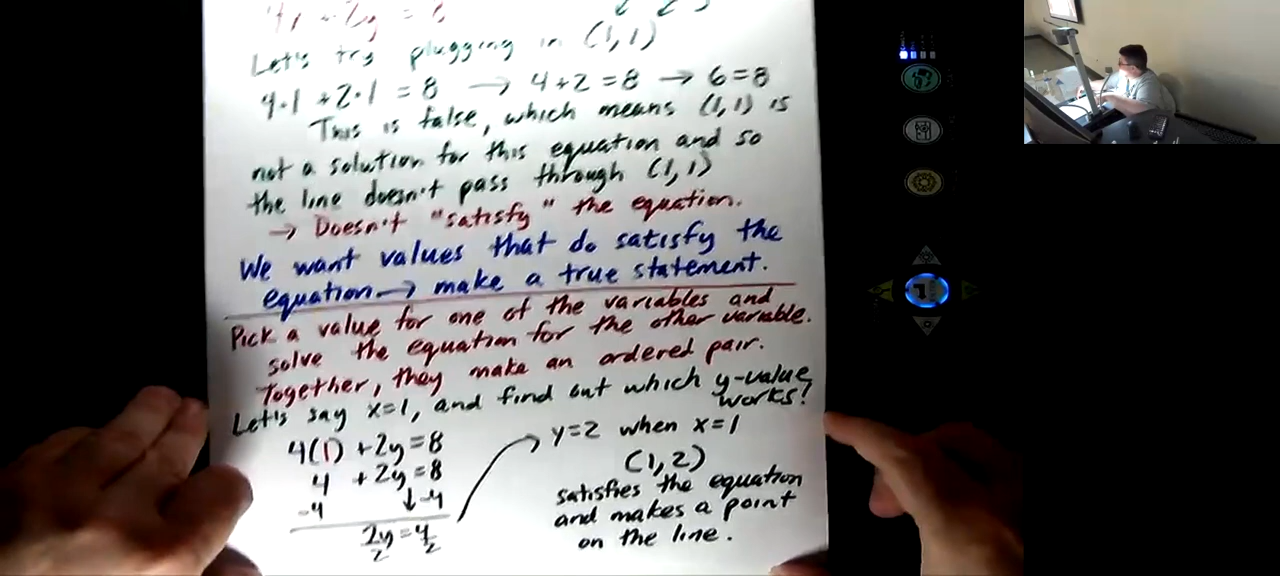 4x + 2y = 8
Let's try plugging in (1,1)
4·1 + 2·1 = 8 → 4+2=8 → 6=8
This is false, which means (1,1) is
not a solution for this equation and so
the line doesn't pass through (1,1)
→ Doesn't "satisfy" the equation.
We want values that do satisfy the
equation → make a true statement.
Pick a value for one of the variables and
solve the equation for the other variable.
Together, they make an ordered pair.
Let's say x=1, and find out which y-value
works!
4(1) + 2y = 8
4 + 2y = 8
-4 ↓ -4
2y = 4
2 2
y=2 when x=1
(1,2)
satisfies the equation
and makes a point
on the line.